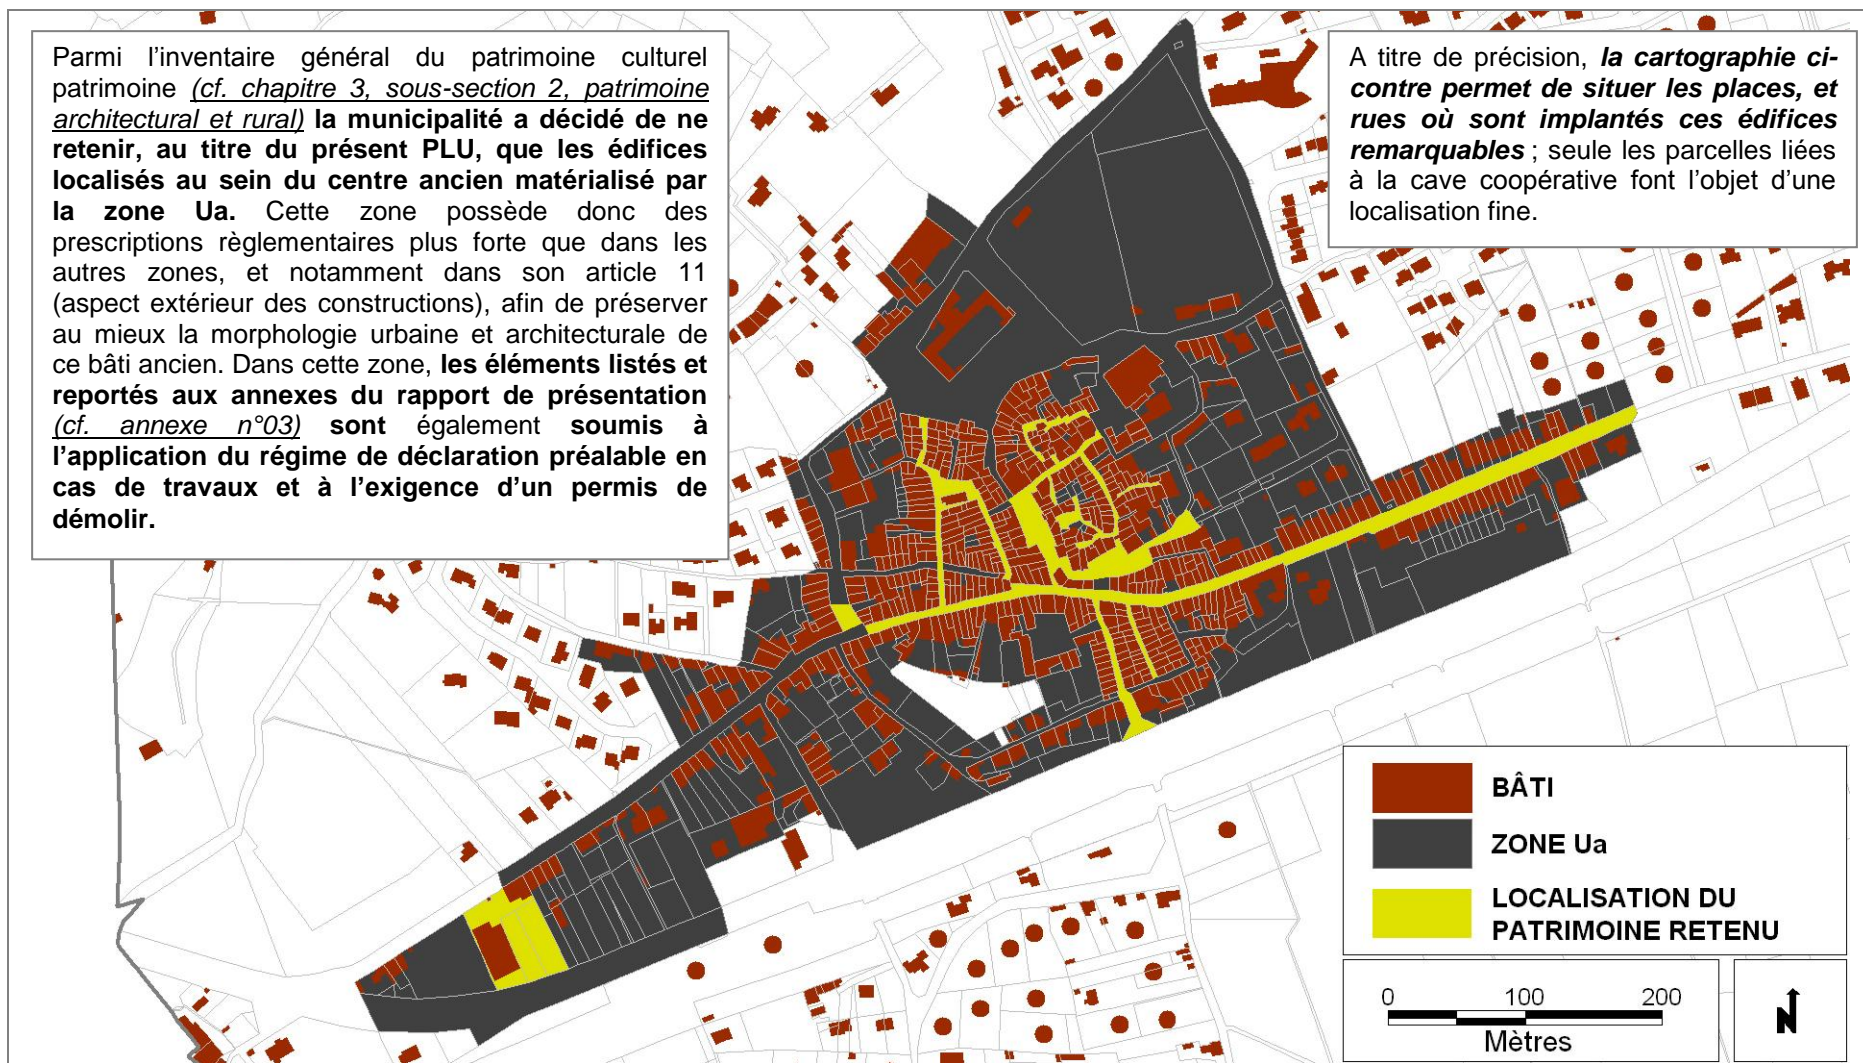 Parmi l'inventaire général du patrimoine culturel
patrimoine (cf. chapitre 3, sous-section 2, patrimoine
architectural et rural) la municipalité a décidé de ne
retenir, au titre du présent PLU, que les édifices
localisés au sein du centre ancien matérialisé par
la zone Ua. Cette zone possède donc des
prescriptions règlementaires plus forte que dans les
autres zones, et notamment dans son article 11
(aspect extérieur des constructions), afin de préserver
au mieux la morphologie urbaine et architecturale de
ce bâti ancien. Dans cette zone, les éléments listés et
reportés aux annexes du rapport de présentation
(cf. annexe n°03) sont également soumis à
l'application du régime de déclaration préalable en
cas de travaux et à l'exigence d'un permis de
démolir.
A titre de précision, la cartographie ci-
contre permet de situer les places, et
rues où sont implantés ces édifices
remarquables ; seule les parcelles liées
à la cave coopérative font l'objet d'une
localisation fine.
BÂTI
ZONE Ua
LOCALISATION DU
PATRIMOINE RETENU
0 100 200
Mètres
N